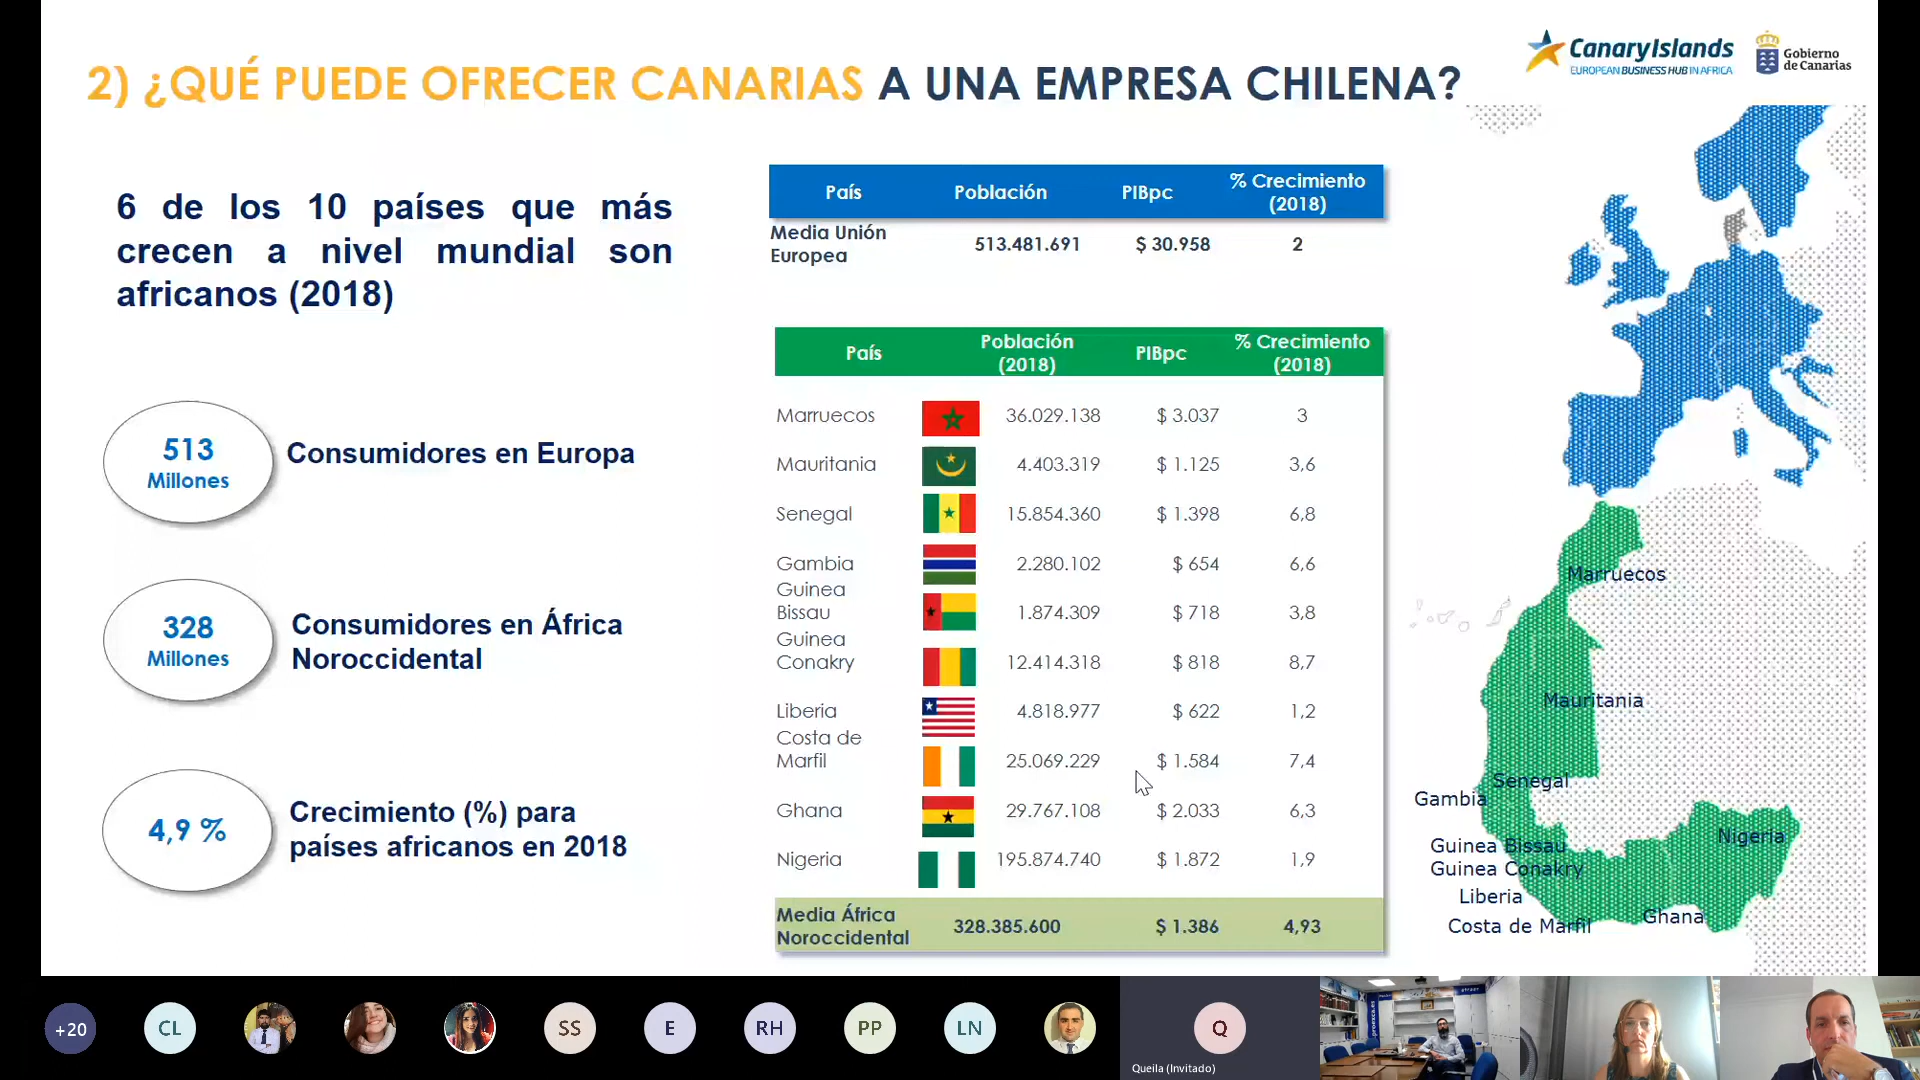 2) ¿QUÉ PUEDE OFRECER CANARIAS A UNA EMPRESA CHILENA?
Canary Islands
EUROPEAN BUSINESS HUB IN AFRICA
Gobierno
de Canarias
6 de los 10 países que más
crecen a nivel mundial son
africanos (2018)
513
Millones
Consumidores en Europa
328
Millones
Consumidores en África
Noroccidental
4,9 %
Crecimiento (%) para
países africanos en 2018
País Población PIBpc % Crecimiento
(2018)
Media Unión
Europea 513.481.691 $ 30.958 2
País Población
(2018) PIBpc % Crecimiento
(2018)
Marruecos 36.029.138 $ 3.037 3
Mauritania 4.403.319 $ 1.125 3,6
Senegal 15.854.360 $ 1.398 6,8
Gambia 2.280.102 $ 654 6,6
Guinea
Bissau 1.874.309 $ 718 3,8
Guinea
Conakry 12.414.318 $ 818 8,7
Liberia 4.818.977 $ 622 1,2
Costa de
Marfil 25.069.229 $ 1.584 7,4
Ghana 29.767.108 $ 2.033 6,3
Nigeria 195.874.740 $ 1.872 1,9
Media África
Noroccidental 328.385.600 $ 1.386 4,93
Marruecos
Mauritania
Senegal
Gambia
Nigeria
Guinea Bissau
Guinea Conakry
Liberia
Ghana
Costa de Marfil
+20
CL
SS
E
RH
PP
LN
Q
Queila (Invitado)